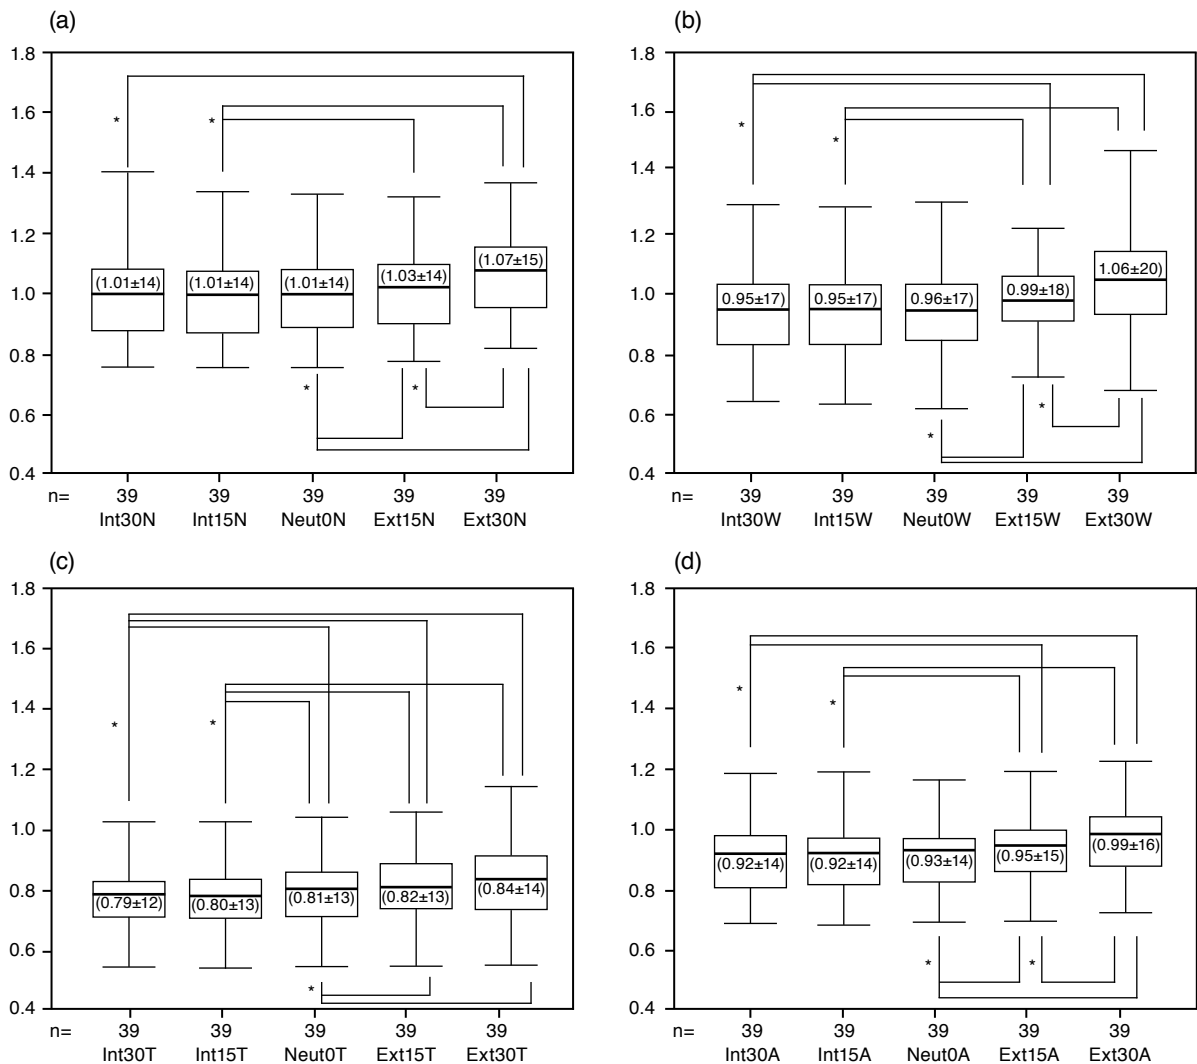 (a)
1.8
1.6
1.4
1.2
1.0
0.8
0.6
0.4
* *
(1.01±14) (1.01±14) (1.01±14) (1.03±14) (1.07±15)
* *
n= 39 39 39 39 39
Int30N Int15N Neut0N Ext15N Ext30N
(b)
1.8
1.6
1.4
1.2
1.0
0.8
0.6
0.4
* *
0.95±17) 0.95±17) 0.96±17) 0.99±18) 1.06±20)
* *
n= 39 39 39 39 39
Int30W Int15W Neut0W Ext15W Ext30W
(c)
1.8
1.6
1.4
1.2
1.0
0.8
0.6
0.4
* *
(0.79±12) (0.80±13) (0.81±13) (0.82±13) (0.84±14)
*
n= 39 39 39 39 39
Int30T Int15T Neut0T Ext15T Ext30T
(d)
1.8
1.6
1.4
1.2
1.0
0.8
0.6
0.4
* *
(0.92±14) (0.92±14) (0.93±14) (0.95±15) (0.99±16)
* *
n= 39 39 39 39 39
Int30A Int15A Neut0A Ext15A Ext30A